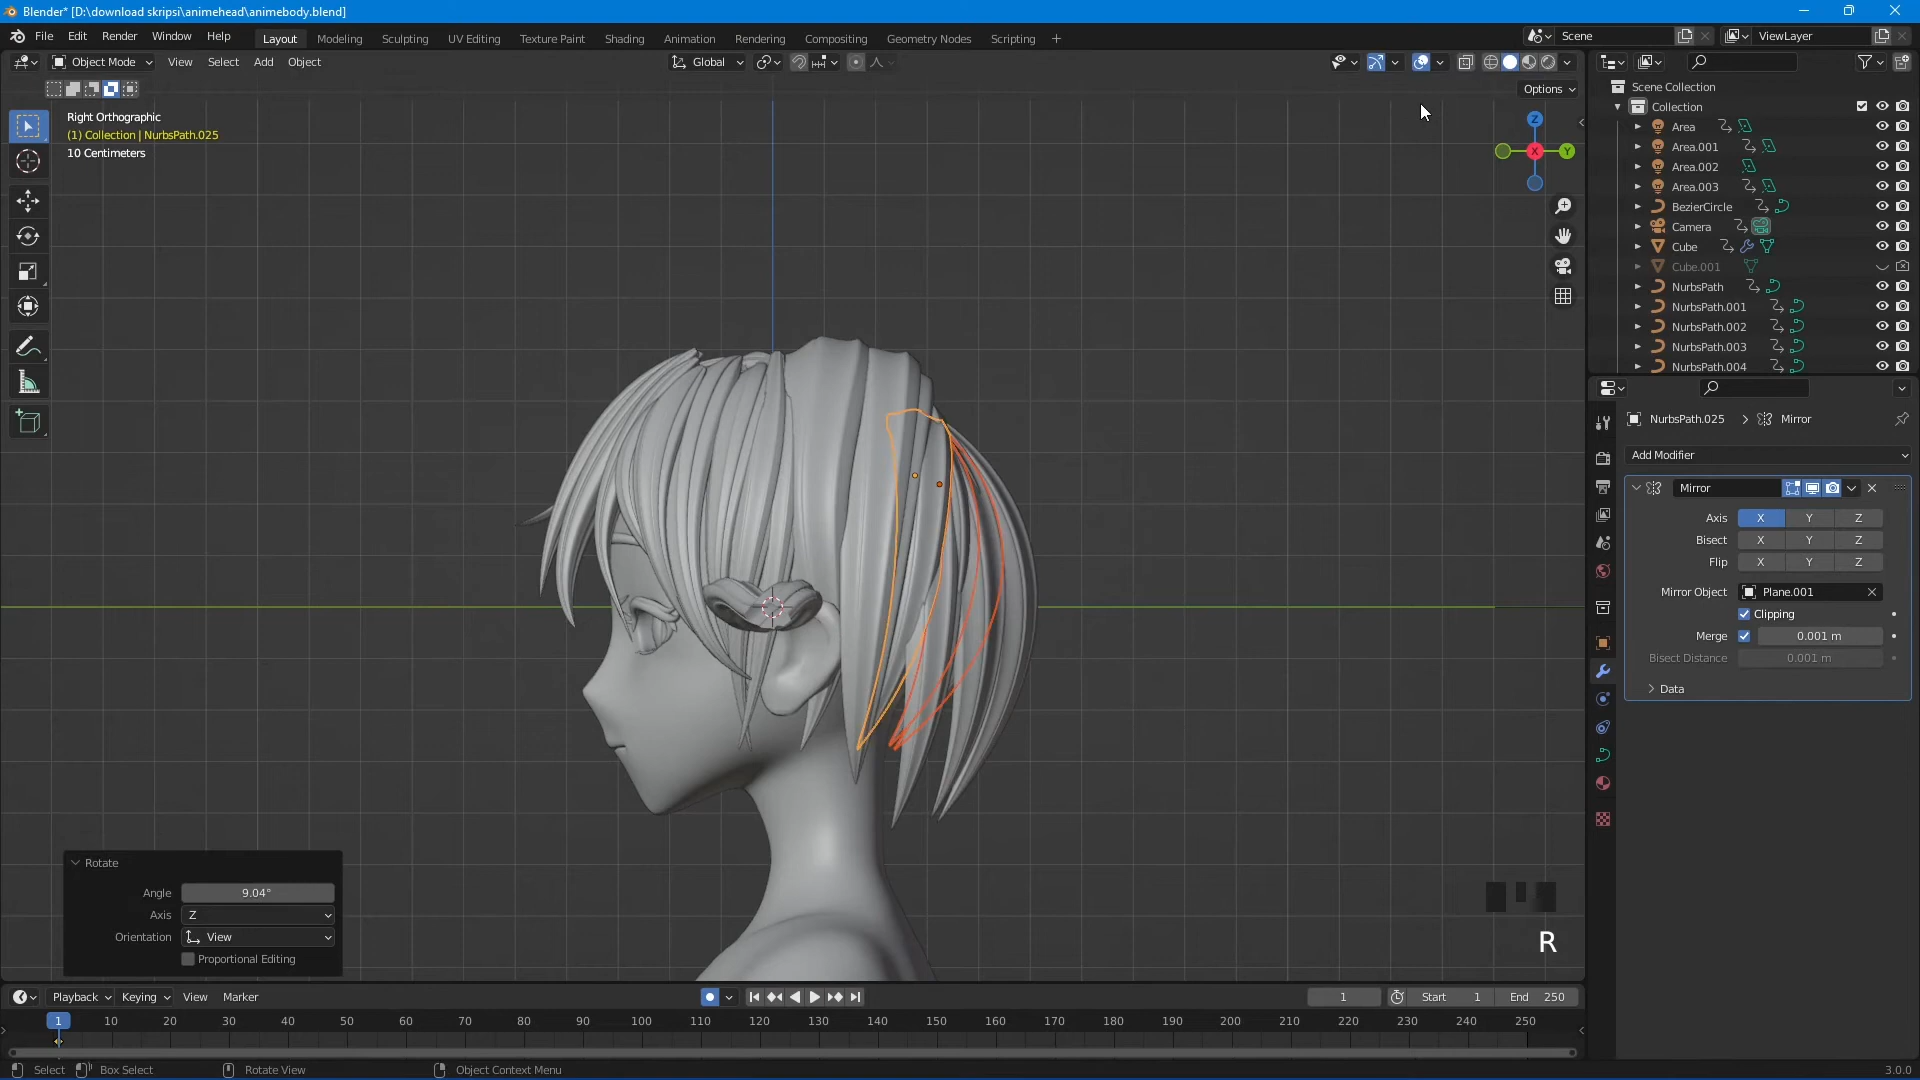 Blender* [D:\download skripsi\animehead\animebody.blend]
File Edit Render Window Help Layout Modeling Sculpting UV Editing Texture Paint Shading Animation Rendering Compositing Geometry Nodes Scripting + Scene ViewLayer
Object Mode View Select Add Object Global
Options
Right Orthographic
(1) Collection | NurbsPath.025
10 Centimeters
Z
X
Y
Scene Collection
Collection
Area
Area.001
Area.002
Area.003
BezierCircle
Camera
Cube
Cube.001
NurbsPath
NurbsPath.001
NurbsPath.002
NurbsPath.003
NurbsPath.004
NurbsPath.025 > Mirror
Add Modifier
Mirror
Axis X Y Z
Bisect X Y Z
Flip X Y Z
Mirror Object Plane.001
Clipping
Merge 0.001 m
Bisect Distance 0.001 m
Data
Rotate
Angle 9.04°
Axis Z
Orientation View
Proportional Editing
R
Playback Keying View Marker 1 Start 1 End 250
1 10 20 30 40 50 60 70 80 90 100 110 120 130 140 150 160 170 180 190 200 210 220 230 240 250
Select Box Select Rotate View Object Context Menu 3.0.0